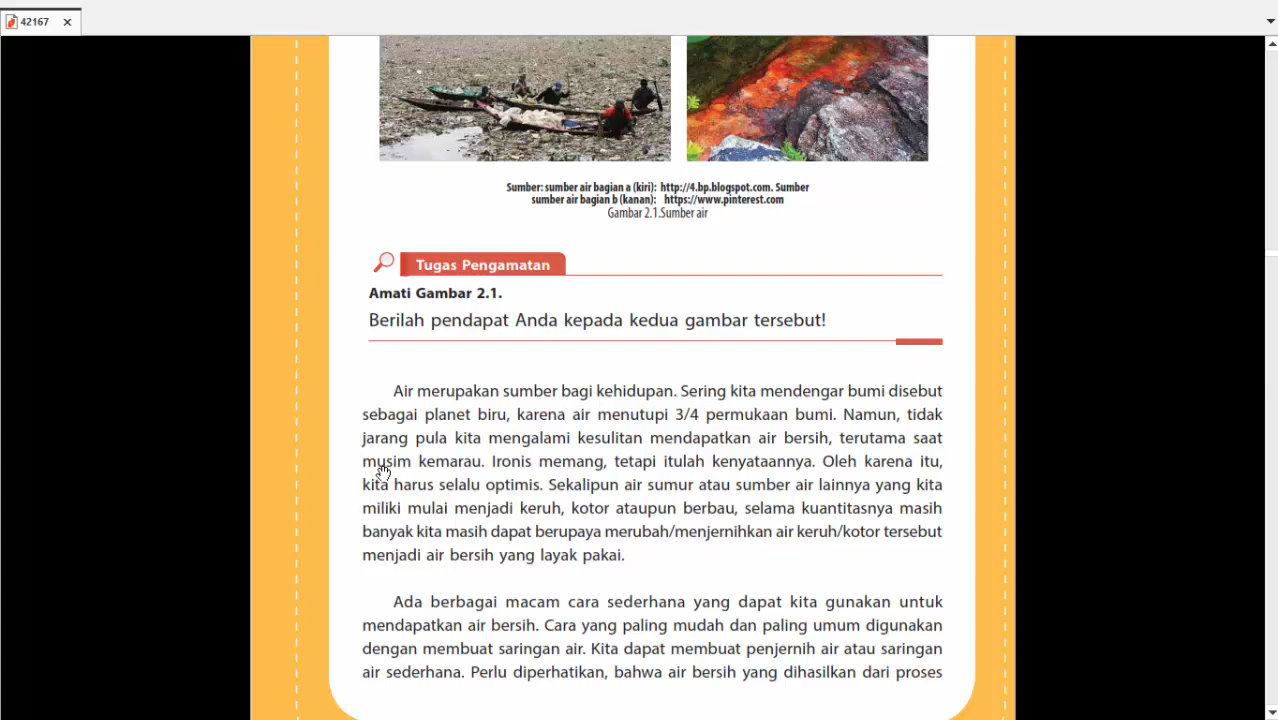 42167
Sumber: sumber air bagian a (kiri): http://4.bp.blogspot.com. Sumber
sumber air bagian b (kanan): https://www.pinterest.com
Gambar 2.1.Sumber air
Tugas Pengamatan
Amati Gambar 2.1.
Berilah pendapat Anda kepada kedua gambar tersebut!
Air merupakan sumber bagi kehidupan. Sering kita mendengar bumi disebut
sebagai planet biru, karena air menutupi 3/4 permukaan bumi. Namun, tidak
jarang pula kita mengalami kesulitan mendapatkan air bersih, terutama saat
musim kemarau. Ironis memang, tetapi itulah kenyataannya. Oleh karena itu,
kita harus selalu optimis. Sekalipun air sumur atau sumber air lainnya yang kita
miliki mulai menjadi keruh, kotor ataupun berbau, selama kuantitasnya masih
banyak kita masih dapat berupaya merubah/menjernihkan air keruh/kotor tersebut
menjadi air bersih yang layak pakai.
Ada berbagai macam cara sederhana yang dapat kita gunakan untuk
mendapatkan air bersih. Cara yang paling mudah dan paling umum digunakan
dengan membuat saringan air. Kita dapat membuat penjernih air atau saringan
air sederhana. Perlu diperhatikan, bahwa air bersih yang dihasilkan dari proses